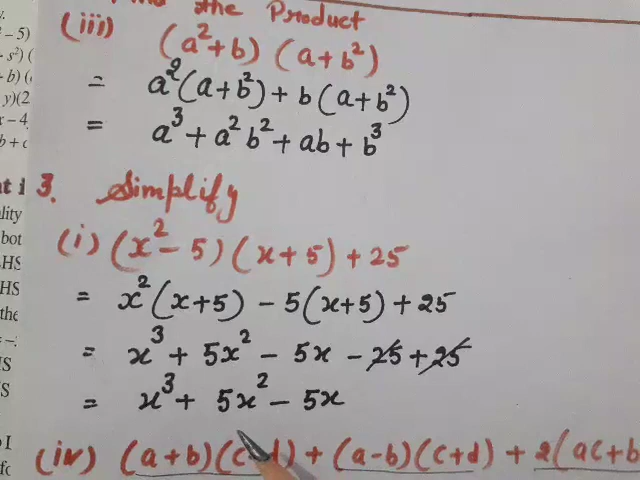 the Product
(iii) (a² + b) (a + b²)
= a²(a + b²) + b(a + b²)
= a³ + a²b² + ab + b³
3. Simplify
(i) (x² - 5)(x + 5) + 25
= x²(x + 5) - 5(x + 5) + 25
= x³ + 5x² - 5x - 25 + 25
= x³ + 5x² - 5x
(iv) (a + b)(c - d) + (a - b)(c + d) + 2(ac + b